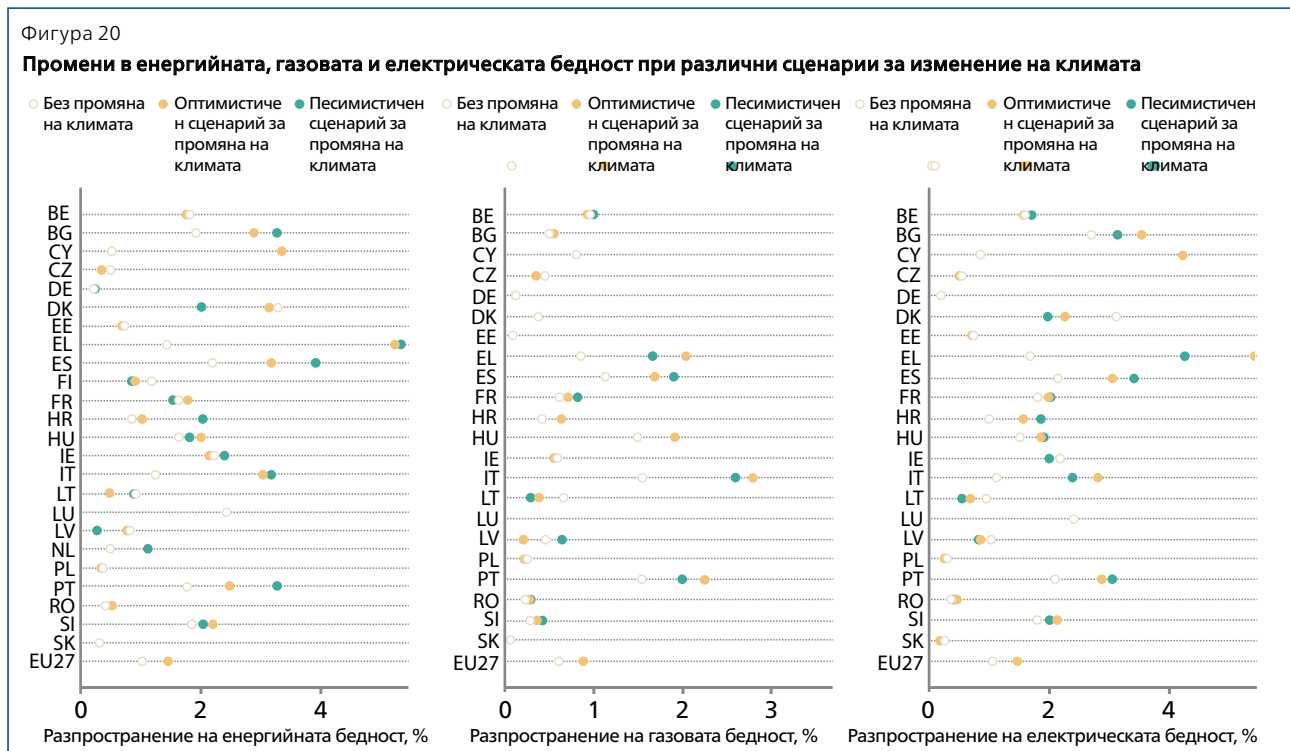 Фигура 20
Промени в енергийната, газовата и електрическата бедност при различни сценарии за изменение на климата
Без промяна
на климата
Оптимистиче
н сценарий за
промяна на
климата
Песимистичен
сценарий за
промяна на
климата
Без промяна
на климата
Оптимистиче
н сценарий за
промяна на
климата
Песимистичен
сценарий за
промяна на
климата
Без промяна
на климата
Оптимистиче
н сценарий за
промяна на
климата
Песимистичен
сценарий за
промяна на
климата
BE
BG
CY
CZ
DE
DK
EE
EL
ES
FI
FR
HR
HU
IE
IT
LT
LU
LV
NL
PL
PT
RO
SI
SK
EU27
0 2 4
Разпространение на енергийната бедност, %
BE
BG
CY
CZ
DE
DK
EE
EL
ES
FR
HR
HU
IE
IT
LT
LU
LV
PL
PT
RO
SI
SK
EU27
0 1 2 3
Разпространение на газовата бедност, %
BE
BG
CY
CZ
DE
DK
EE
EL
ES
FR
HR
HU
IE
IT
LT
LU
LV
PL
PT
RO
SI
SK
EU27
0 2 4
Разпространение на електрическата бедност, %